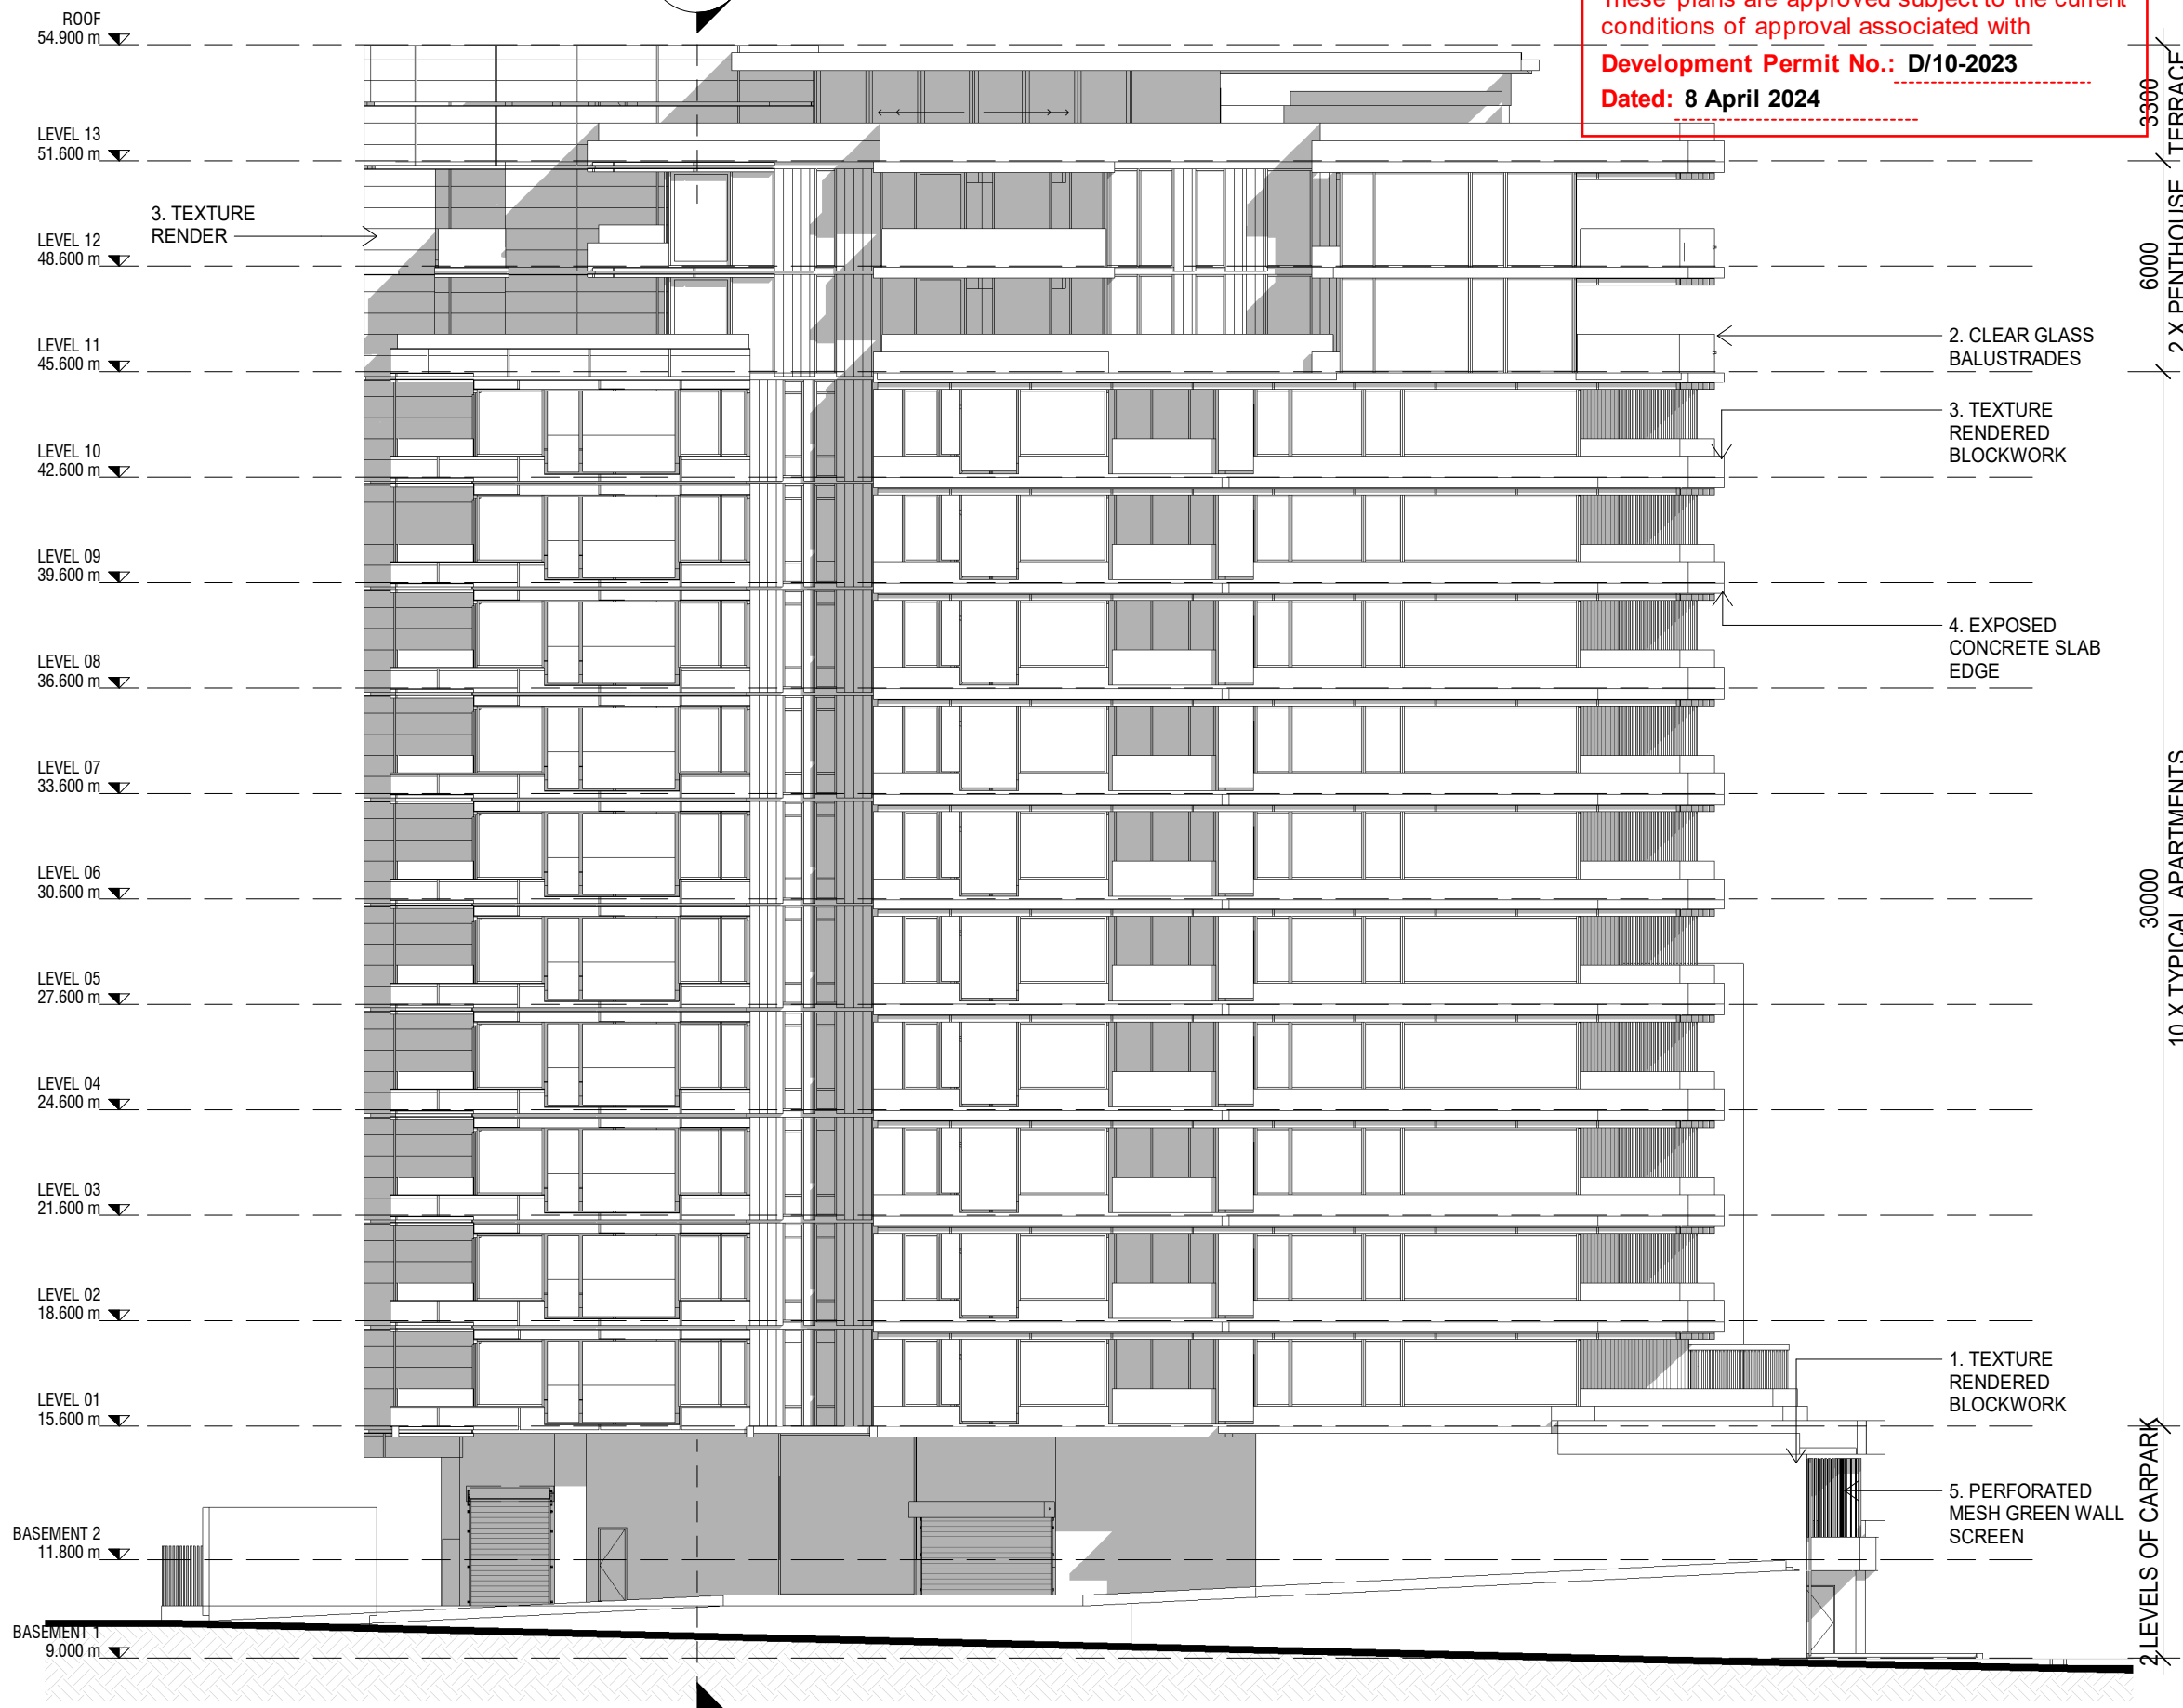 These plans are approved subject to the current
conditions of approval associated with
Development Permit No.: D/10-2023
Dated: 8 April 2024
ROOF
54.900 m
LEVEL 13
51.600 m
LEVEL 12
48.600 m
LEVEL 11
45.600 m
LEVEL 10
42.600 m
LEVEL 09
39.600 m
LEVEL 08
36.600 m
LEVEL 07
33.600 m
LEVEL 06
30.600 m
LEVEL 05
27.600 m
LEVEL 04
24.600 m
LEVEL 03
21.600 m
LEVEL 02
18.600 m
LEVEL 01
15.600 m
BASEMENT 2
11.800 m
BASEMENT 1
9.000 m
3. TEXTURE
RENDER
2. CLEAR GLASS
BALUSTRADES
3. TEXTURE
RENDERED
BLOCKWORK
4. EXPOSED
CONCRETE SLAB
EDGE
1. TEXTURE
RENDERED
BLOCKWORK
5. PERFORATED
MESH GREEN WALL
SCREEN
3300
TERRACE
6000
2 X PENTHOUSE
30000
10 X TYPICAL APARTMENTS
2 LEVELS OF CARPARK